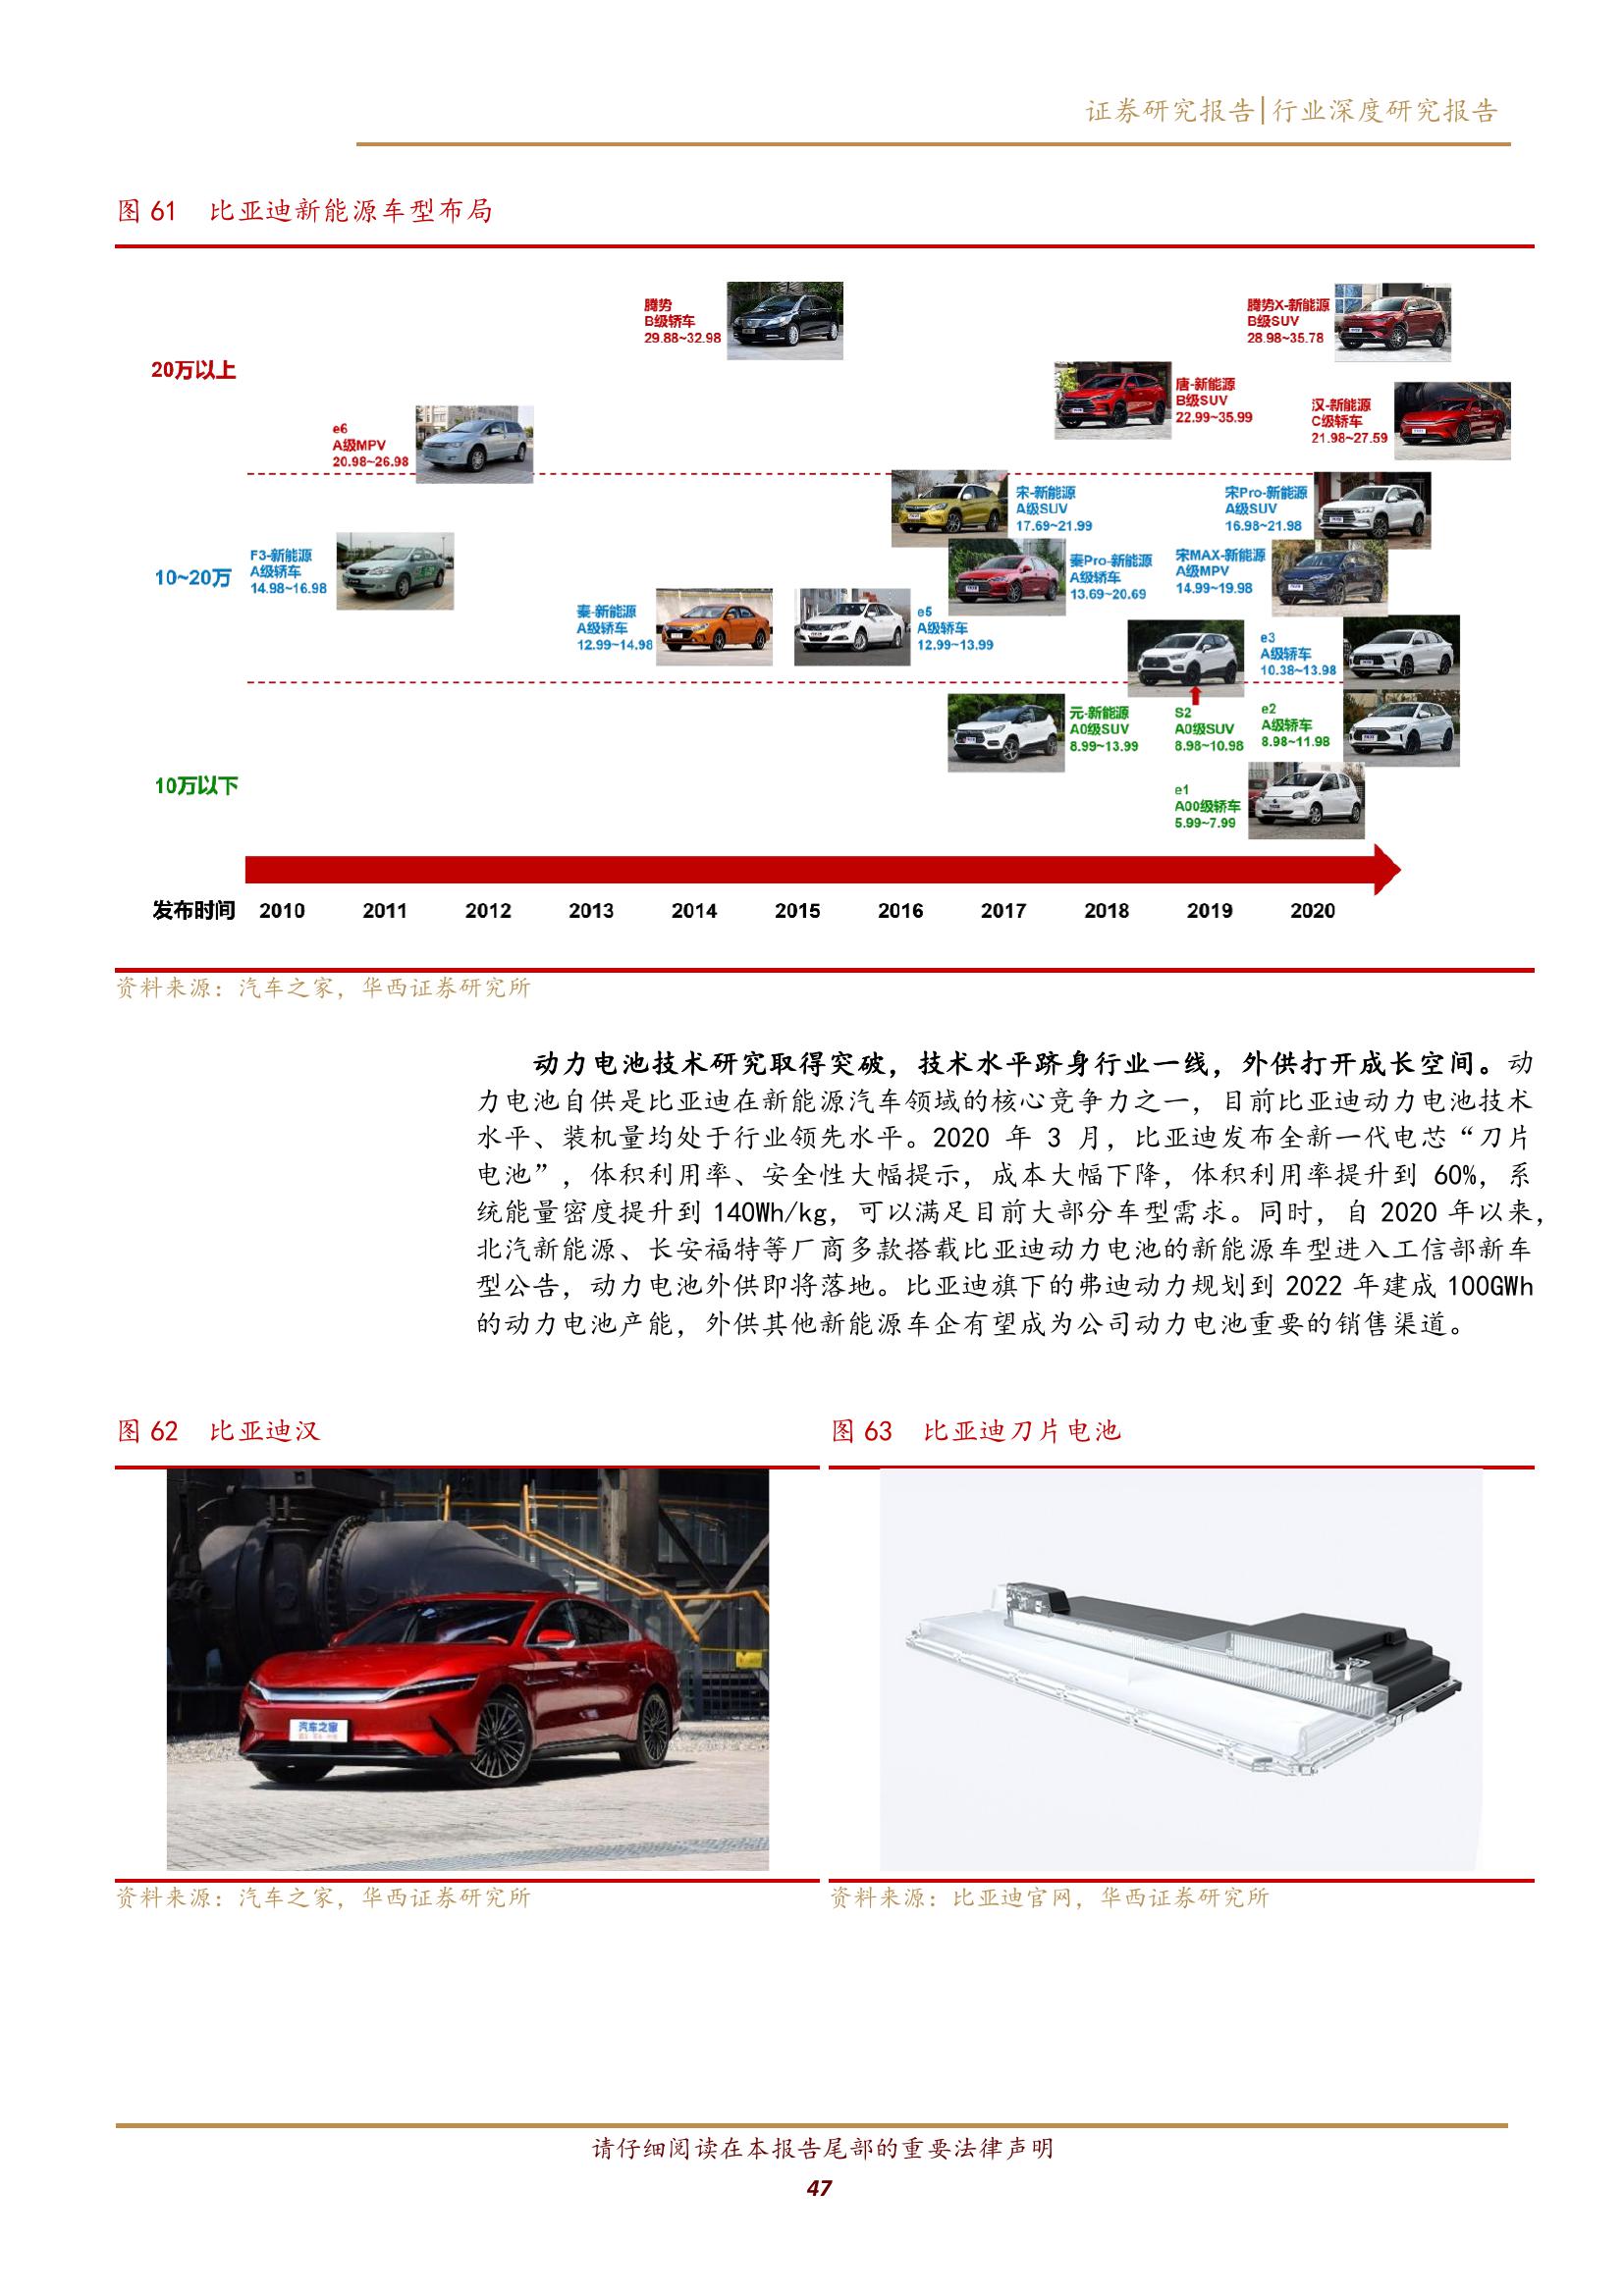 证券研究报告|行业深度研究报告
图 61 比亚迪新能源车型布局
腾势
B级轿车
29.88~32.98
腾势X-新能源
B级SUV
28.98~35.78
20万以上
唐-新能源
B级SUV
22.99~35.99
汉-新能源
C级轿车
21.98~27.59
e6
A级MPV
20.98~26.98
宋-新能源
A级SUV
17.69~21.99
宋Pro-新能源
A级SUV
16.98~21.98
10~20万
F3-新能源
A级轿车
14.98~16.98
秦Pro-新能源
A级轿车
13.69~20.69
宋MAX-新能源
A级MPV
14.99~19.98
秦-新能源
A级轿车
12.99~14.98
e5
A级轿车
12.99~13.99
e3
A级轿车
10.38~13.98
元-新能源
A0级SUV
8.99~13.99
S2
A0级SUV
8.98~10.98
e2
A级轿车
8.98~11.98
10万以下
e1
A00级轿车
5.99~7.99
发布时间 2010 2011 2012 2013 2014 2015 2016 2017 2018 2019 2020
资料来源：汽车之家，华西证券研究所
动力电池技术研究取得突破，技术水平跻身行业一线，外供打开成长空间。动
力电池自供是比亚迪在新能源汽车领域的核心竞争力之一，目前比亚迪动力电池技术
水平、装机量均处于行业领先水平。2020 年 3 月，比亚迪发布全新一代电芯“刀片
电池”，体积利用率、安全性大幅提示，成本大幅下降，体积利用率提升到 60%，系
统能量密度提升到 140Wh/kg，可以满足目前大部分车型需求。同时，自 2020 年以来，
北汽新能源、长安福特等厂商多款搭载比亚迪动力电池的新能源车型进入工信部新车
型公告，动力电池外供即将落地。比亚迪旗下的弗迪动力规划到 2022 年建成 100GWh
的动力电池产能，外供其他新能源车企有望成为公司动力电池重要的销售渠道。
图 62 比亚迪汉
图 63 比亚迪刀片电池
汽车之家
资料来源：汽车之家，华西证券研究所
资料来源：比亚迪官网，华西证券研究所
请仔细阅读在本报告尾部的重要法律声明
47